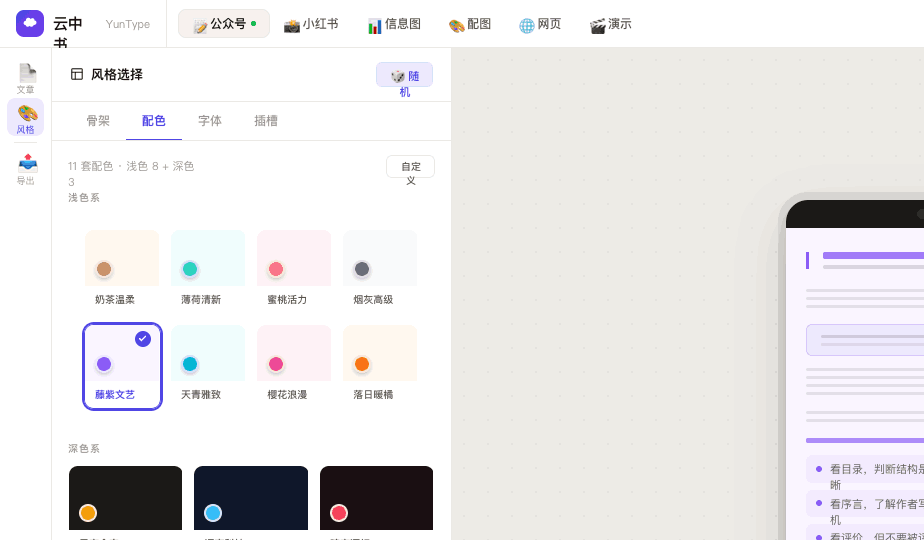 云中
书
YunType
公众号
小红书
信息图
配图
网页
演示
文章
风格
导出
风格选择
随
机
骨架
配色
字体
插槽
11 套配色 · 浅色 8 + 深色
3
自定
义
浅色系
奶茶温柔
薄荷清新
蜜桃活力
烟灰高级
藤紫文艺
天青雅致
樱花浪漫
落日暖橘
深色系
看目录，判断结构是
晰
看序言，了解作者写
机
看评价，但不要被